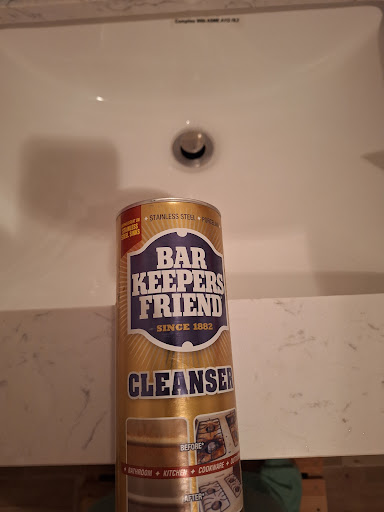 STAINLESS STEEL
BAR
KEEPERS
FRIEND
SINCE 1882
CLEANSER
BEFORE*
BATHROOM + KITCHEN + COOKWARE +
AFTER*